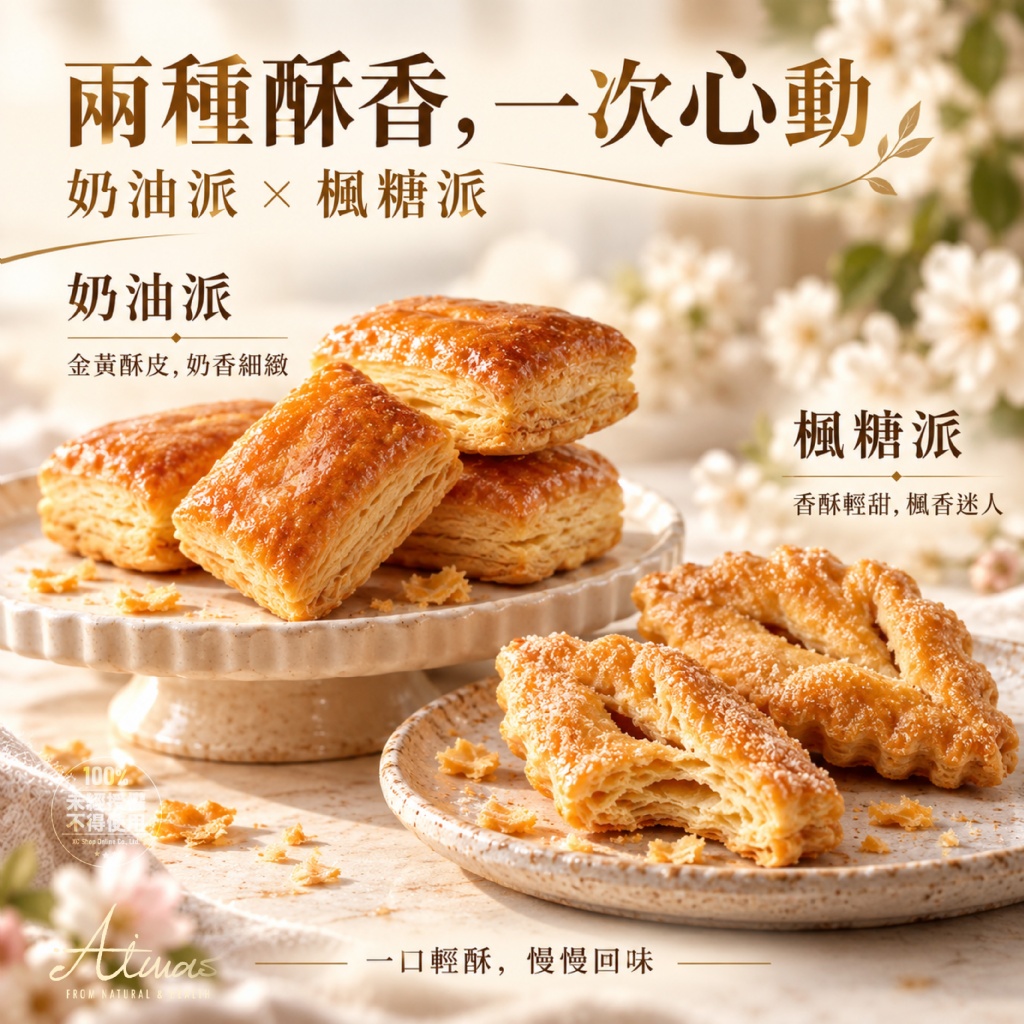 兩種酥香,一次心動
奶油派 × 楓糖派
奶油派
金黃酥皮,奶香細緻
楓糖派
香酥輕甜,楓香迷人
100%
不得使用
Aimas
FROM NATURAL &
一口輕酥,慢慢回味